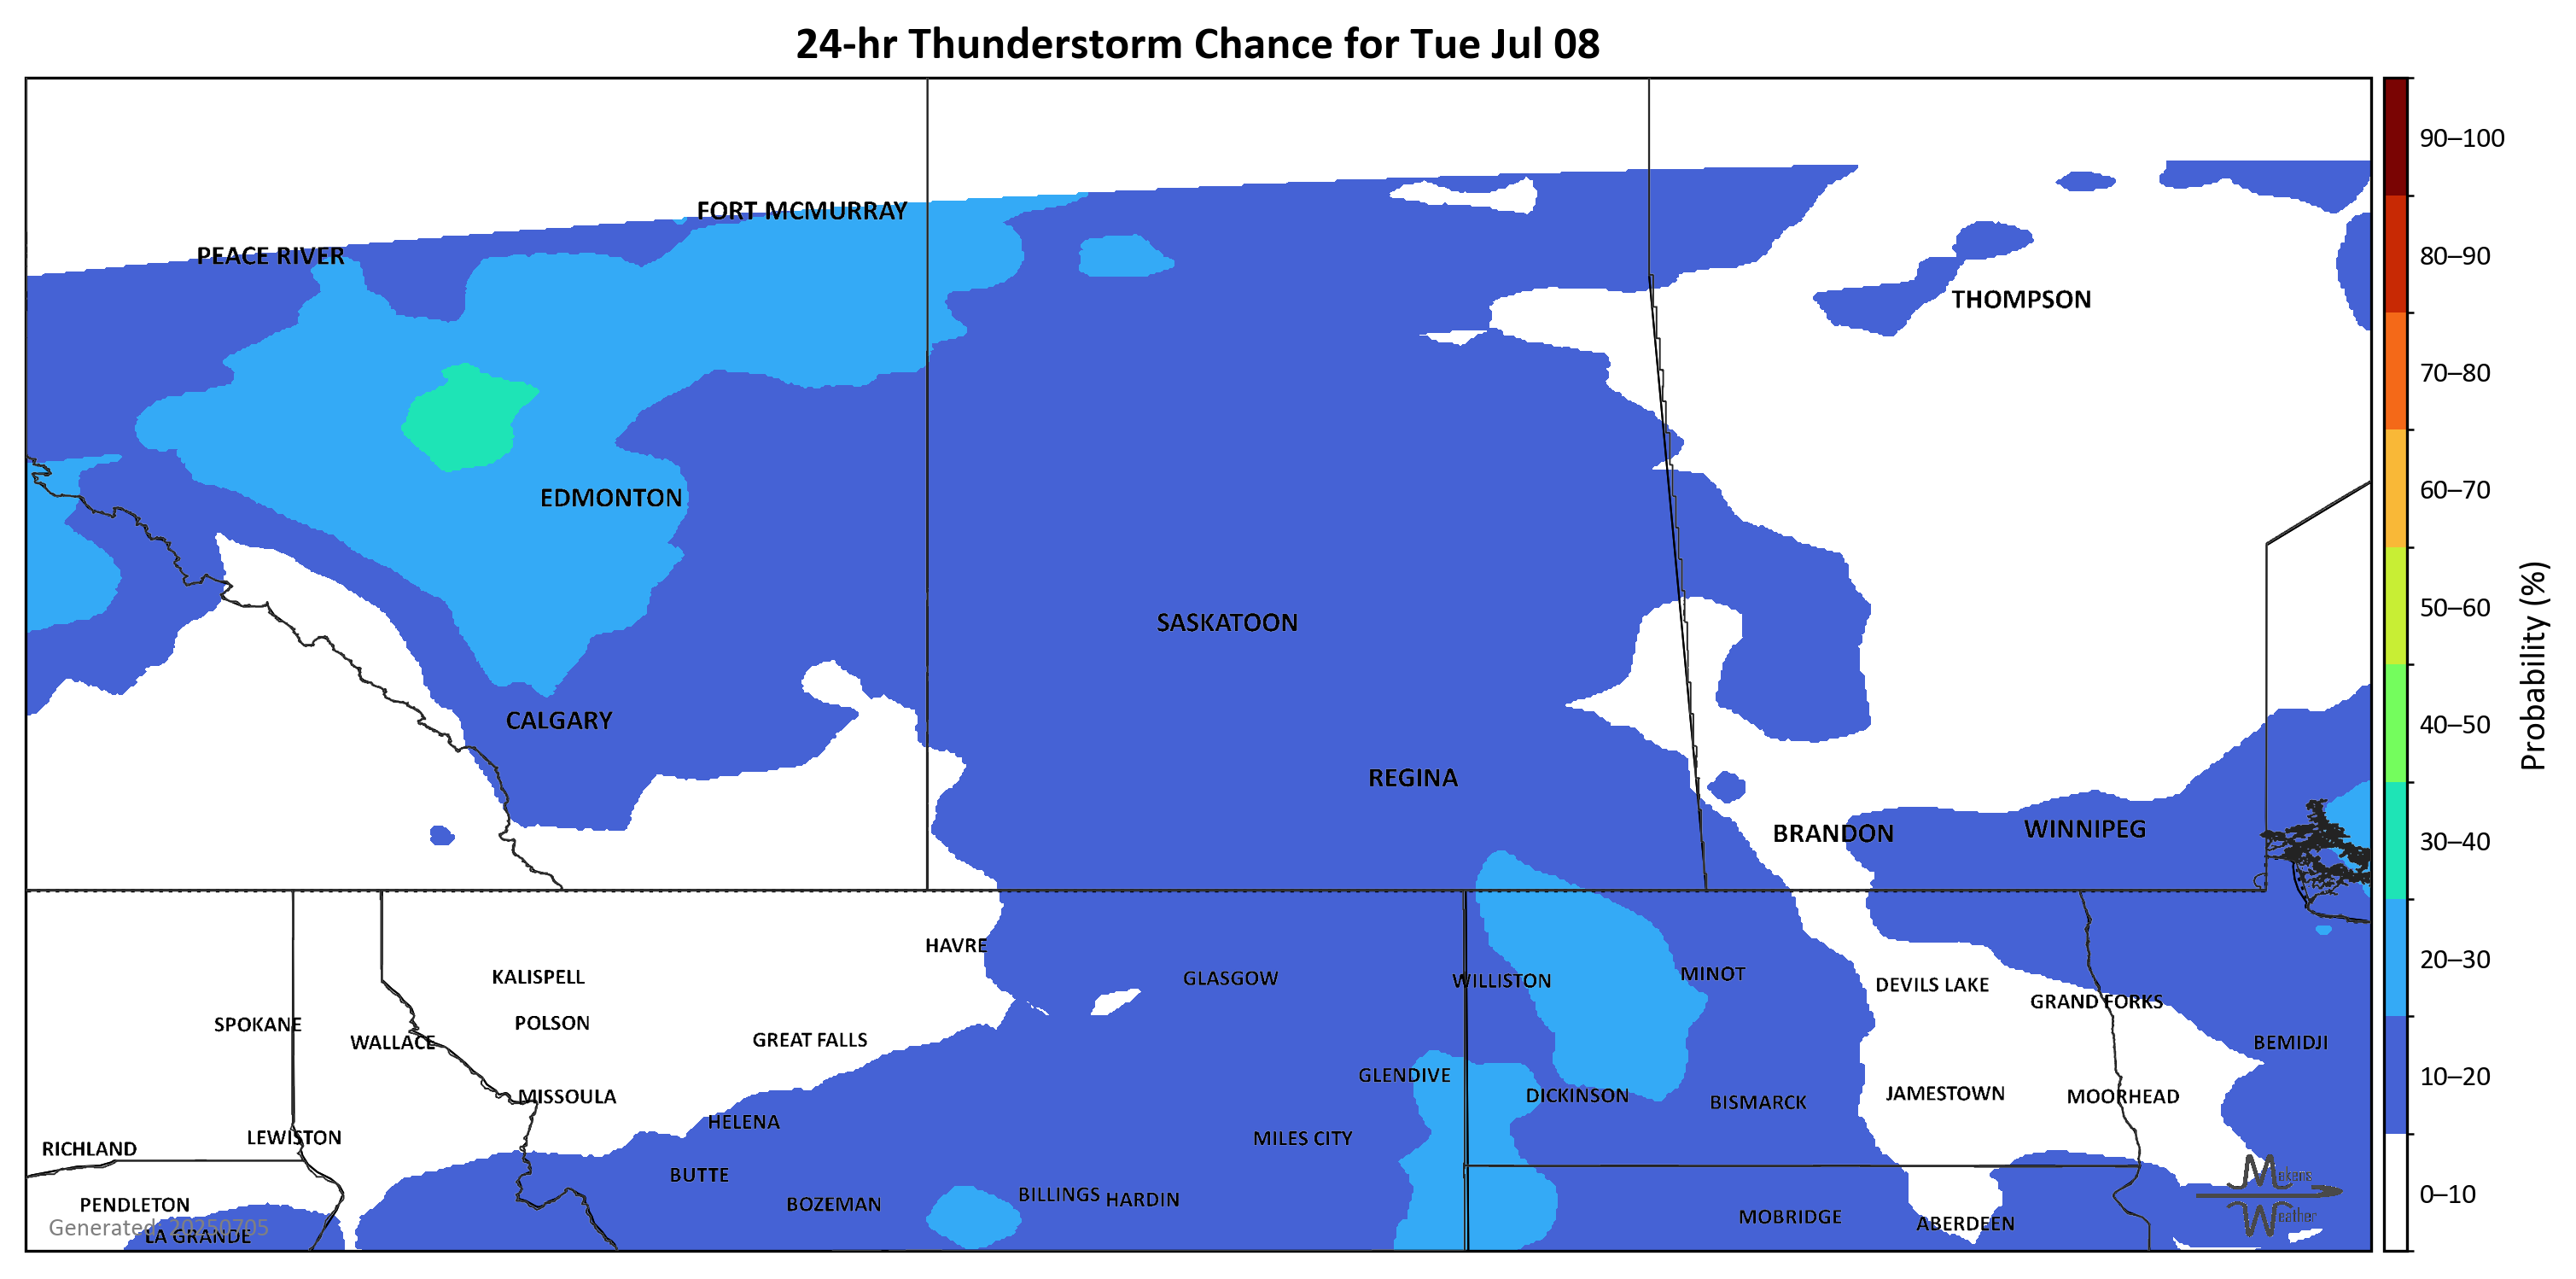 24-hr Thunderstorm Chance for Tue Jul 08
90–100
FORT MCMURRAY
PEACE RIVER
80–90
THOMPSON
70–80
60–70
EDMONTON
50–60
SASKATOON
Probability (%)
CALGARY
40–50
REGINA
WINNIPEG
BRANDON
30–40
HAVRE
20–30
MINOT
KALISPELL
GLASGOW
WILLISTON
DEVILS LAKE
GRAND FORKS
POLSON
SPOKANE
GREAT FALLS
WALLACE
BEMIDJI
GLENDIVE
10–20
JAMESTOWN
DICKINSON
MISSOULA
MOORHEAD
BISMARCK
HELENA
LEWISTON
MILES CITY
RICHLAND
BUTTE
Makens
0–10
BILLINGS
HARDIN
PENDLETON
BOZEMAN
Weather
MOBRIDGE
ABERDEEN
Generated: 20250705
LA GRANDE